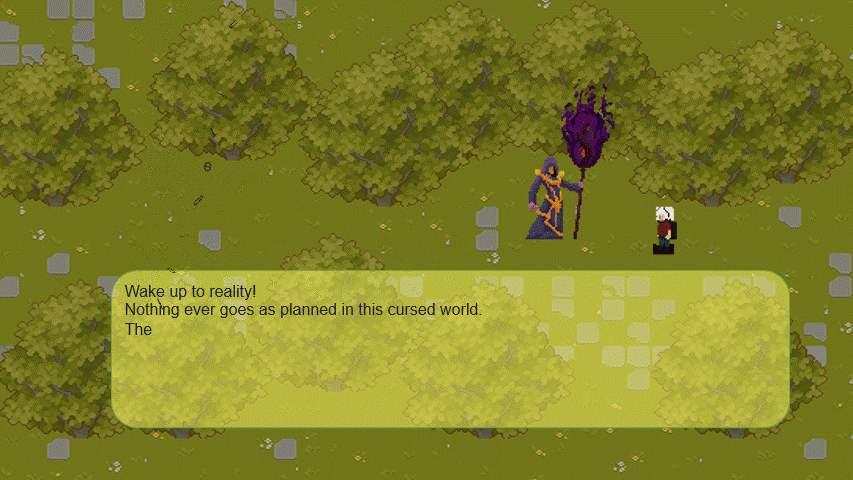 Wake up to reality!
Nothing ever goes as planned in this cursed world.
The